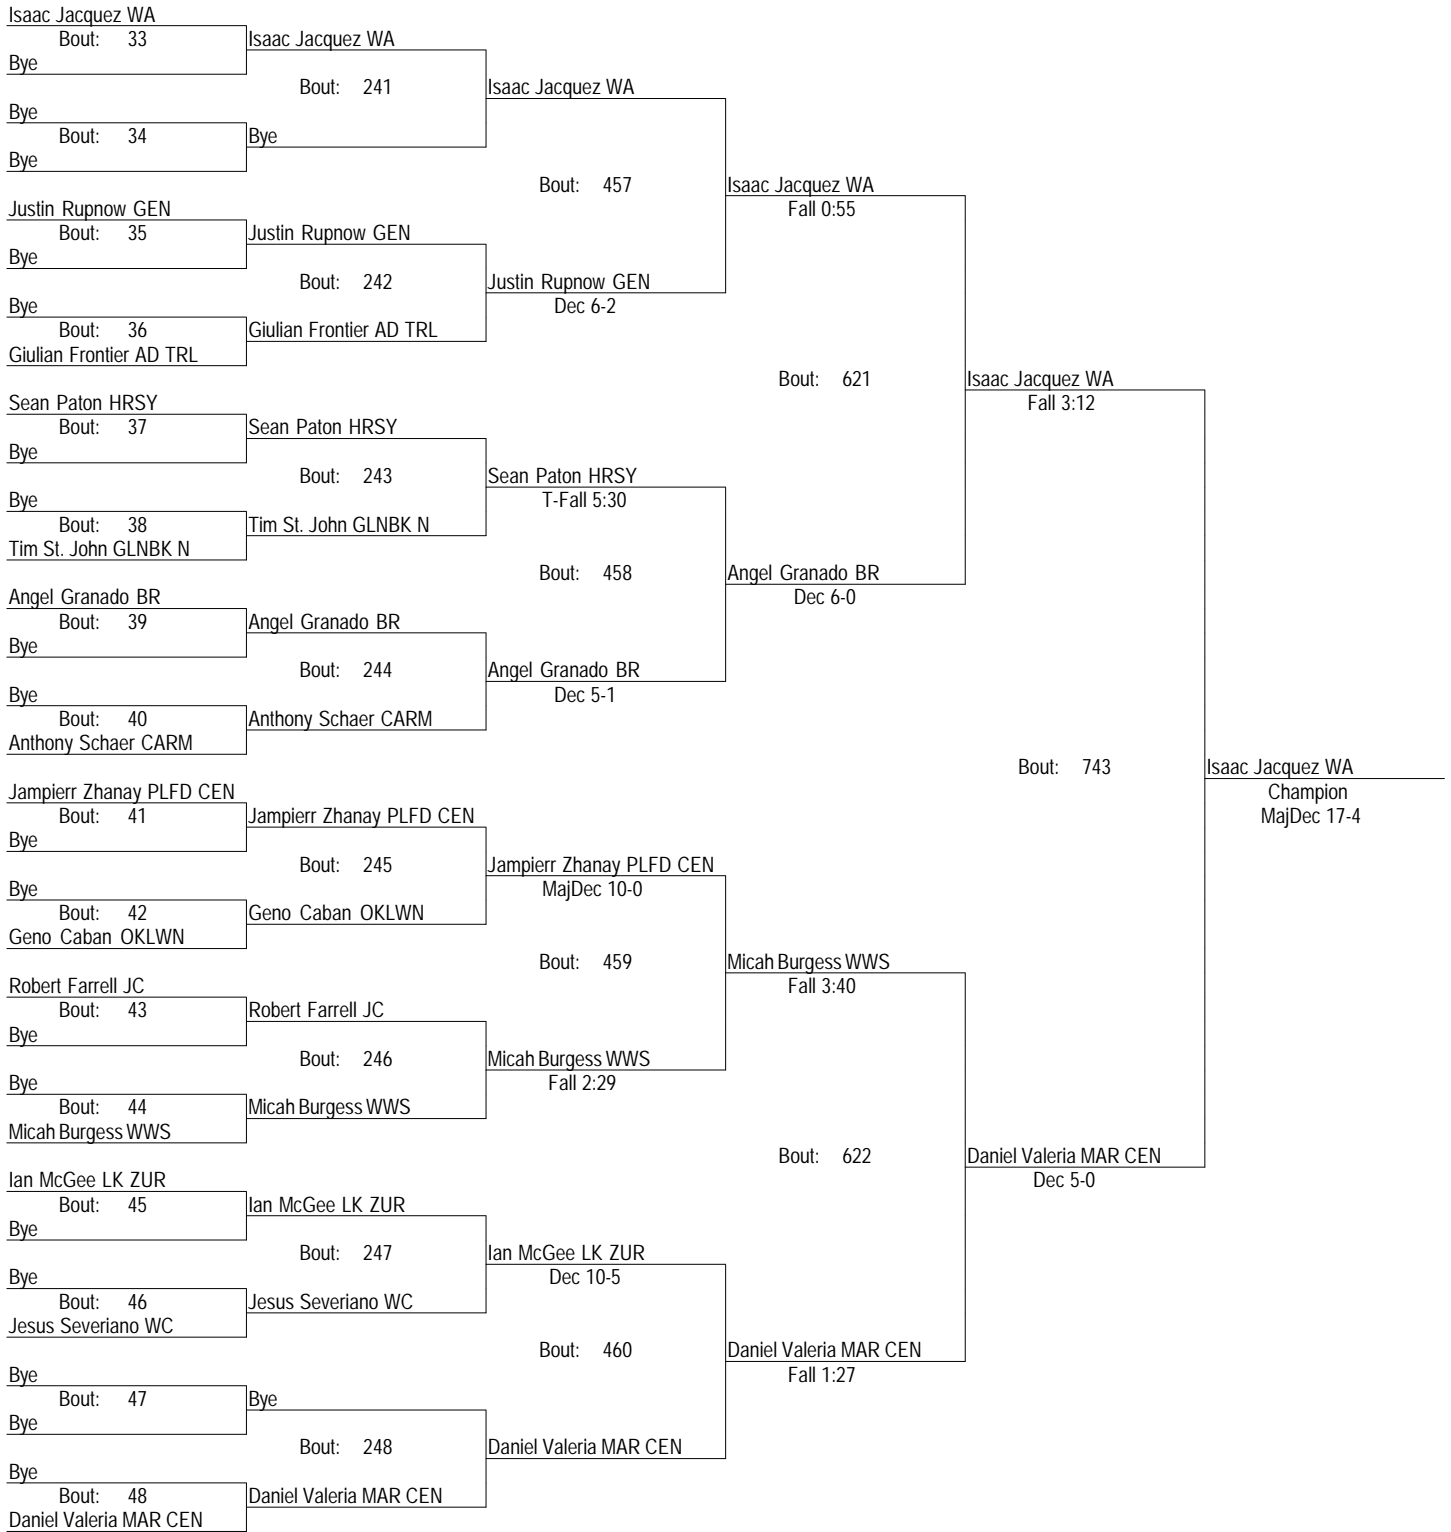 Isaac Jacquez WA
Bout: 33
Isaac Jacquez WA
Bye
Bout: 241
Isaac Jacquez WA
Bye
Bout: 34
Bye
Bye
Bout: 457
Isaac Jacquez WA
Fall 0:55
Justin Rupnow GEN
Bout: 35
Justin Rupnow GEN
Bye
Bout: 242
Justin Rupnow GEN
Dec 6-2
Bye
Bout: 36
Giulian Frontier AD TRL
Giulian Frontier AD TRL
Bout: 621
Isaac Jacquez WA
Fall 3:12
Sean Paton HRSY
Bout: 37
Sean Paton HRSY
Bye
Bout: 243
Sean Paton HRSY
T-Fall 5:30
Bye
Bout: 38
Tim St. John GLNBK N
Tim St. John GLNBK N
Bout: 458
Angel Granado BR
Dec 6-0
Angel Granado BR
Bout: 39
Angel Granado BR
Bye
Bout: 244
Angel Granado BR
Dec 5-1
Bye
Bout: 40
Anthony Schaer CARM
Anthony Schaer CARM
Bout: 743
Isaac Jacquez WA
Champion
MajDec 17-4
Jampierr Zhanay PLFD CEN
Bout: 41
Jampierr Zhanay PLFD CEN
Bye
Bout: 245
Jampierr Zhanay PLFD CEN
MajDec 10-0
Bye
Bout: 42
Geno Caban OKLWN
Geno Caban OKLWN
Bout: 459
Micah Burgess WWS
Fall 3:40
Robert Farrell JC
Bout: 43
Robert Farrell JC
Bye
Bout: 246
Micah Burgess WWS
Fall 2:29
Bye
Bout: 44
Micah Burgess WWS
Micah Burgess WWS
Bout: 622
Daniel Valeria MAR CEN
Dec 5-0
Ian McGee LK ZUR
Bout: 45
Ian McGee LK ZUR
Bye
Bout: 247
Ian McGee LK ZUR
Dec 10-5
Bye
Bout: 46
Jesus Severiano WC
Jesus Severiano WC
Bout: 460
Daniel Valeria MAR CEN
Fall 1:27
Bye
Bout: 47
Bye
Bye
Bout: 248
Daniel Valeria MAR CEN
Bye
Bout: 48
Daniel Valeria MAR CEN
Daniel Valeria MAR CEN